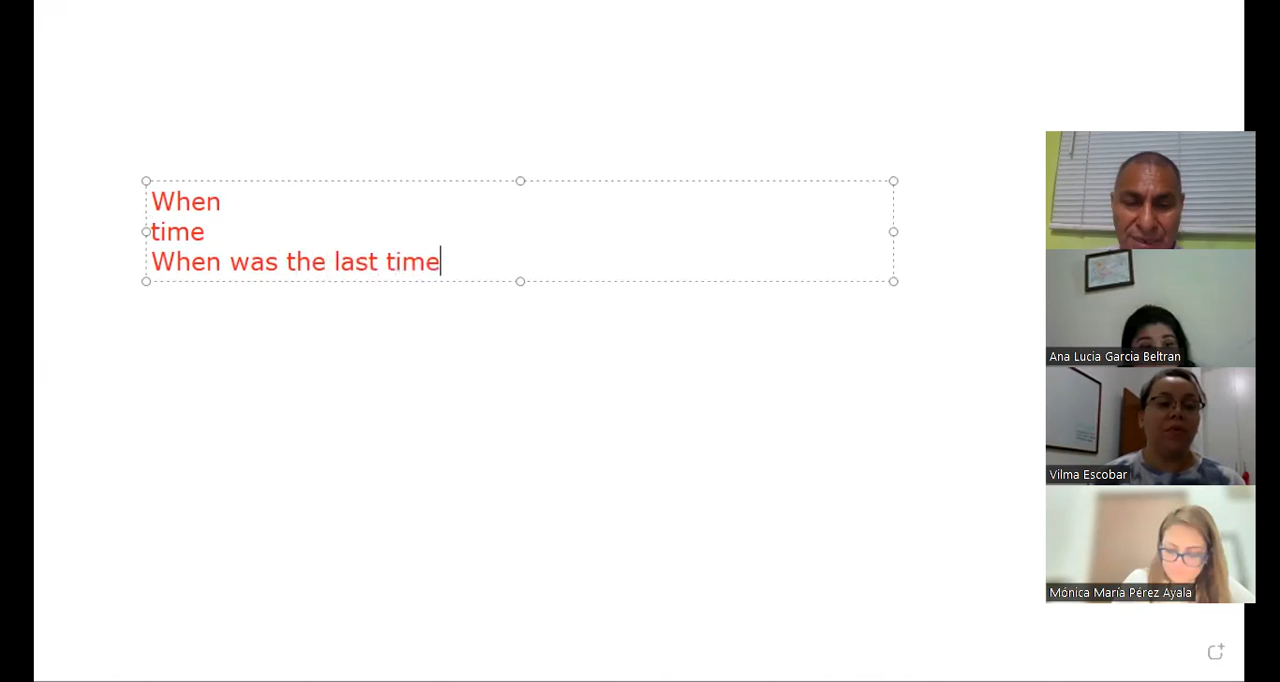 When
time
When was the last time
Ana Lucia Garcia Beltran
Vilma Escobar
Mónica María Pérez Ayala